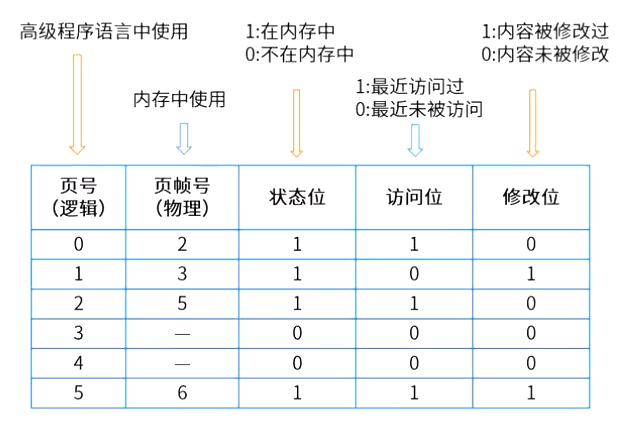 高级程序语言中使用
1:在内存中
0:不在内存中
1:内容被修改过
0:内容未被修改
内存中使用
1:最近访问过
0:最近未被访问
页号
（逻辑）
页帧号
（物理）
状态位
访问位
修改位
0 2 1 1 0
1 3 1 0 1
2 5 1 1 0
3 — 0 0 0
4 — 0 0 0
5 6 1 1 1